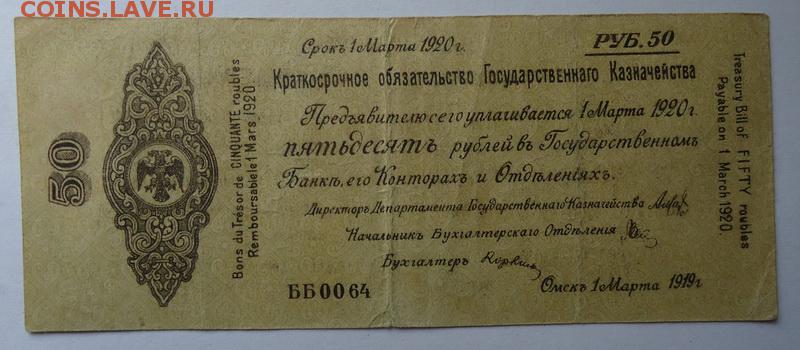 COINS.LAVE.RU
Срокъ 1 Марта 1920 г.
РУБ. 50
Краткосрочное обязательство Государственнаго Казначейства
Предъявителю сего уплачивается 1 Марта 1920 г.
пятьдесятъ рублей въ Государственномъ
Банкѣ, его Конторахъ и Отдѣленiяхъ.
Директоръ Департамента Государственнаго Казначейства
Начальникъ Бухгалтерскаго Отдѣленiя
Бухгалтеръ
ББ0064
Омскъ 1 Марта 1919 г.
50
Bons du Trésor de CINQUANTE roubles
Remboursable le 1 Mars 1920
Treasury Bill of FIFTY roubles
Payable on 1 March 1920.